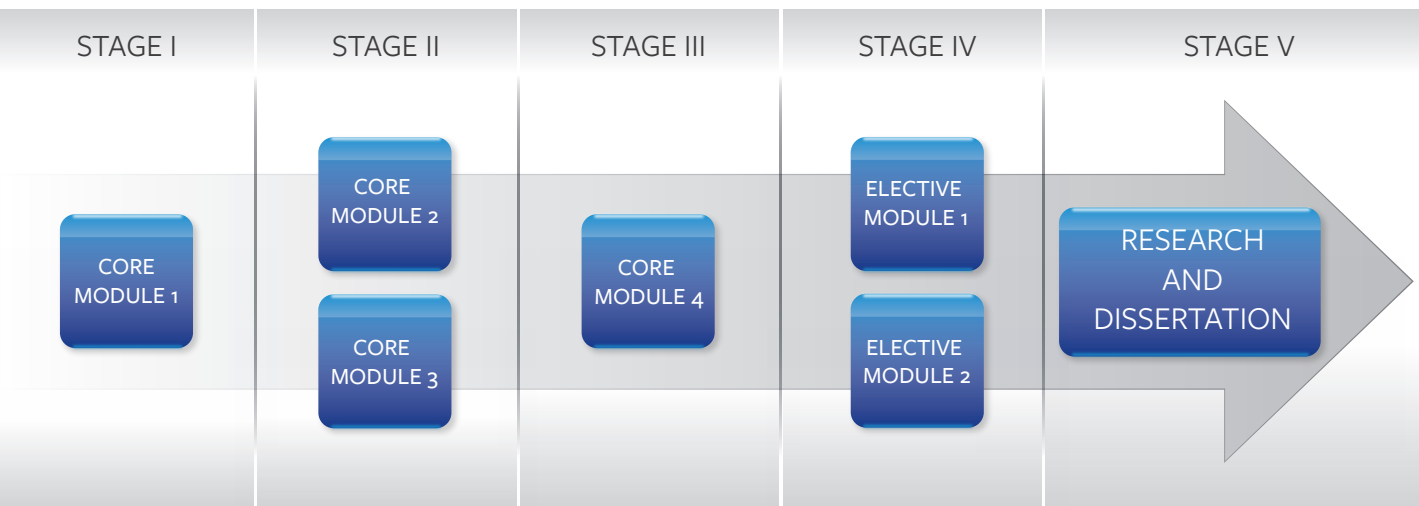 STAGE I
STAGE II
STAGE III
STAGE IV
STAGE V
CORE
MODULE 1
CORE
MODULE 2
CORE
MODULE 3
CORE
MODULE 4
ELECTIVE
MODULE 1
ELECTIVE
MODULE 2
RESEARCH
AND
DISSERTATION